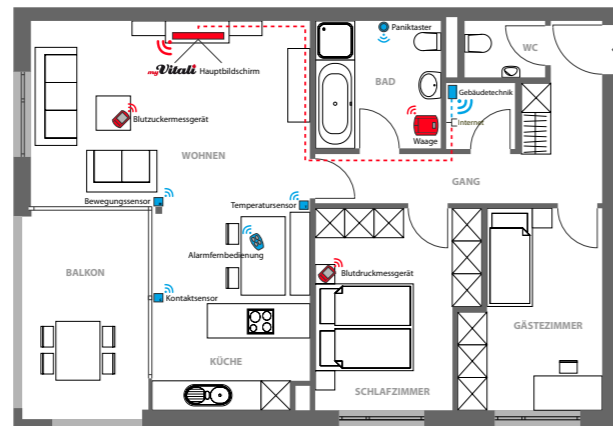 Paniktaster
WC
myVitali Hauptbildschirm
BAD
Gebäudetechnik
Blutzuckermessgerät
Internet
Waage
WOHNEN
GANG
Bewegungssensor
Temperatursensor
Alarmfernbedienung
BALKON
Blutdruckmessgerät
Kontaktsensor
GÄSTEZIMMER
KÜCHE
SCHLAFZIMMER